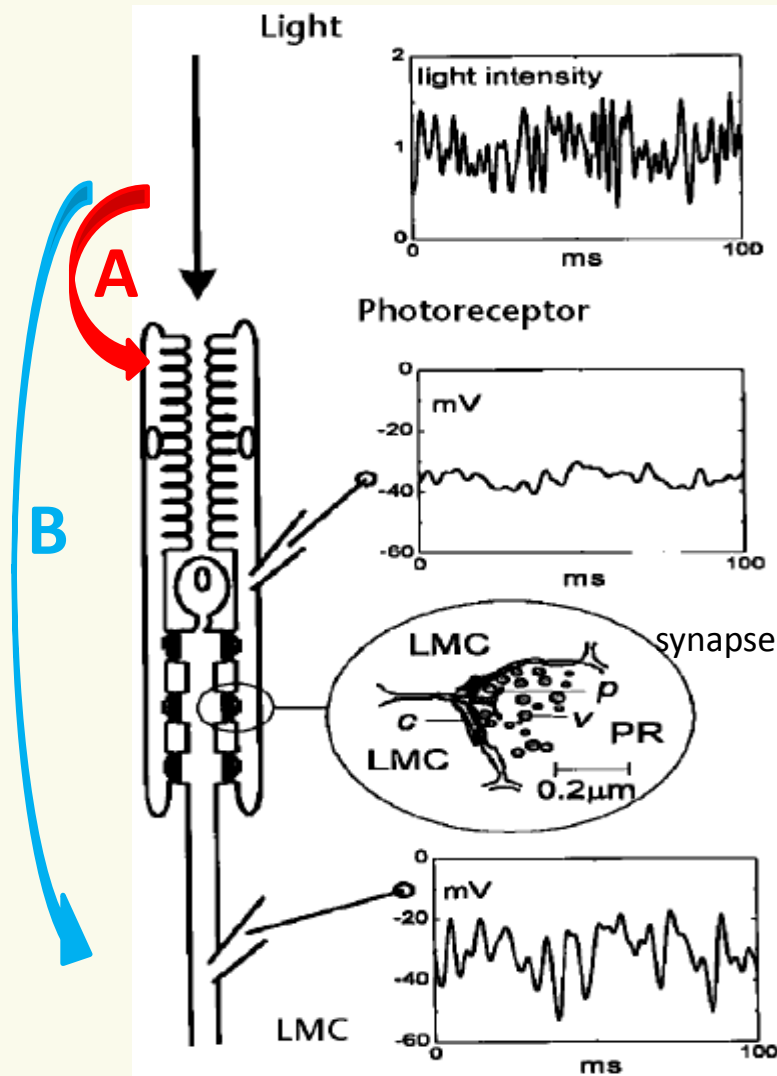 Light
2
light intensity
1
0
0
ms
100
A
B
Photoreceptor
0
mV
-20
-40
-60
0
ms
100
LMC
synapse
p
c
v
PR
LMC
0.2µm
0
mV
-20
-40
-60
0
ms
100
LMC